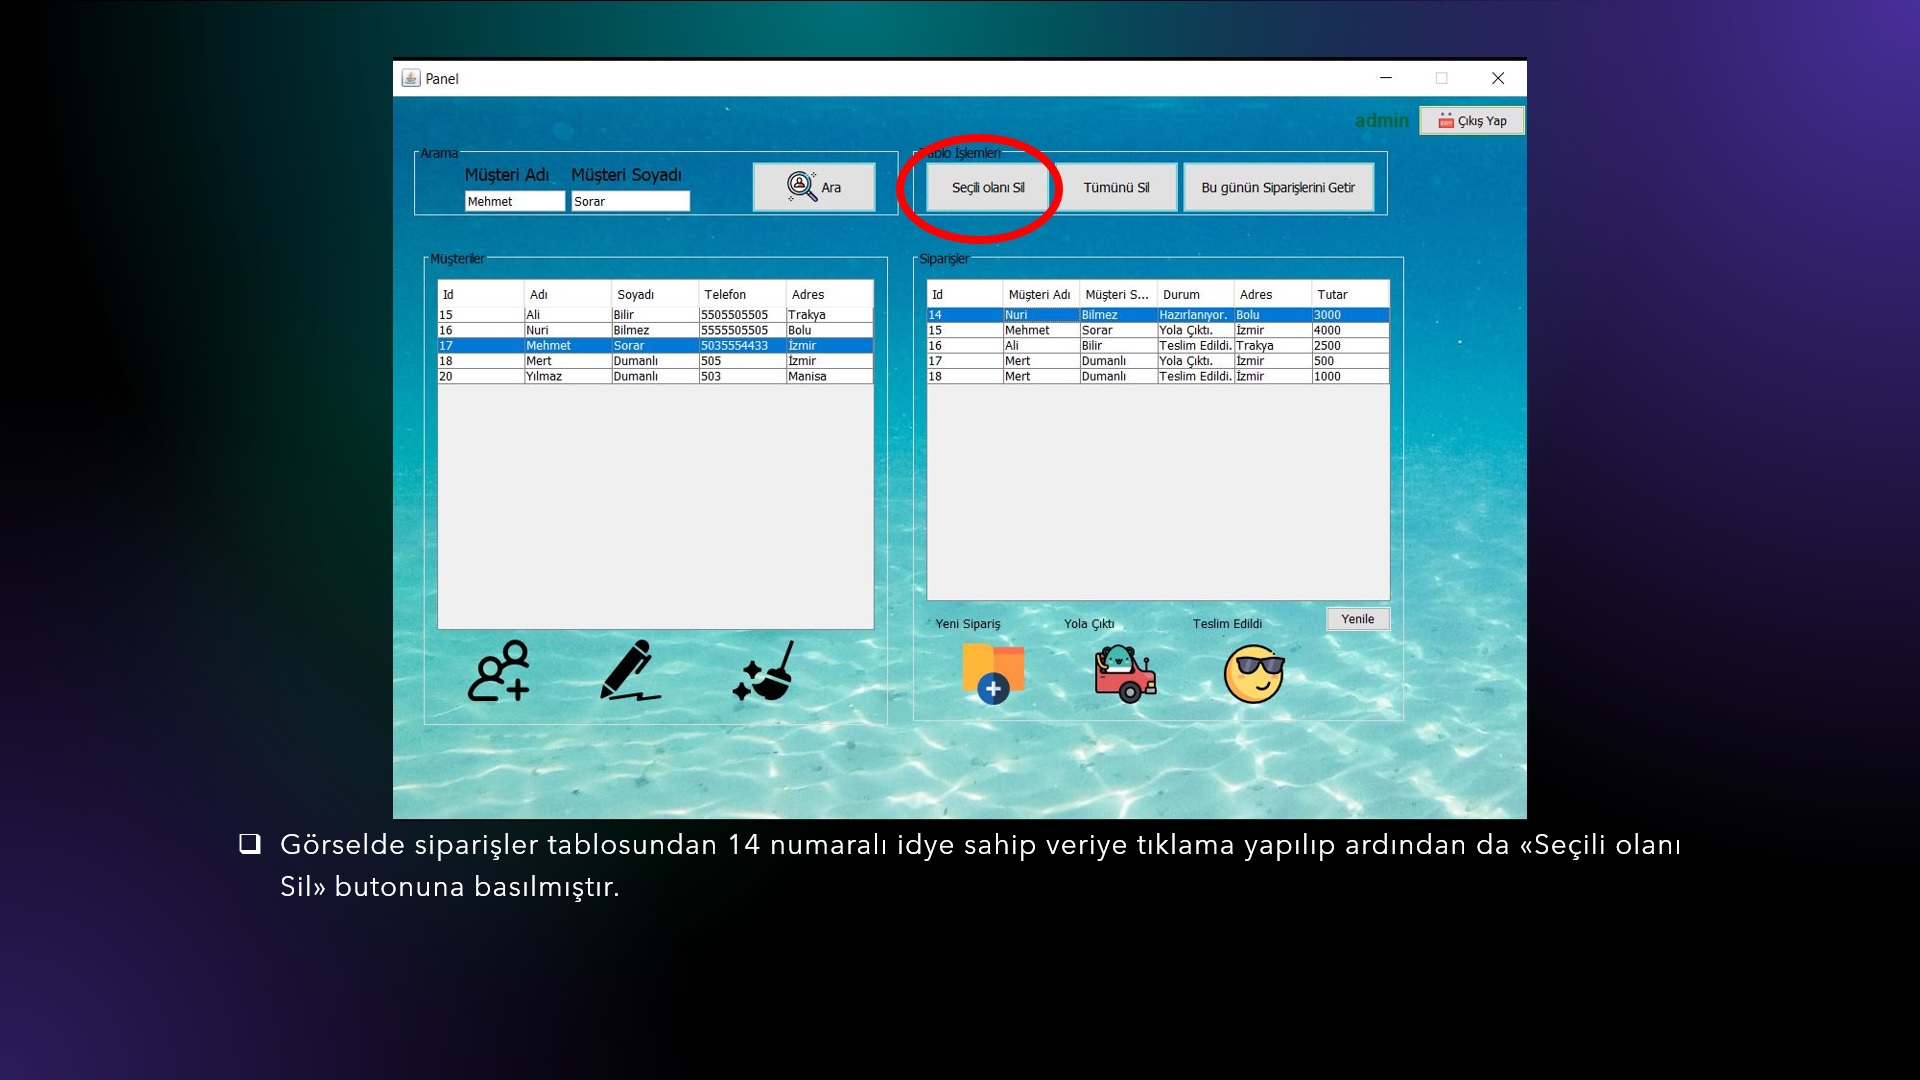 Panel
admin
Çıkış Yap
Arama
Müşteri Adı Müşteri Soyadı
Mehmet Sorar
Ara
Tablo İşlemleri
Seçili olanı Sil Tümünü Sil Bu günün Siparişlerini Getir
Müşteriler
Id Adı Soyadı Telefon Adres
15 Ali Bilir 5505505505 Trakya
16 Nuri Bilmez 5555505505 Bolu
17 Mehmet Sorar 5035554433 İzmir
18 Mert Dumanlı 505 İzmir
20 Yılmaz Dumanlı 503 Manisa
Siparişler
Id Müşteri Adı Müşteri S... Durum Adres Tutar
14 Nuri Bilmez Hazırlanıyor. Bolu 3000
15 Mehmet Sorar Yola Çıktı. İzmir 4000
16 Ali Bilir Teslim Edildi. Trakya 2500
17 Mert Dumanlı Yola Çıktı. İzmir 500
18 Mert Dumanlı Teslim Edildi. İzmir 1000
Yeni Sipariş Yola Çıktı Teslim Edildi Yenile
Görselde siparişler tablosundan 14 numaralı idye sahip veriye tıklama yapılıp ardından da «Seçili olanı
Sil» butonuna basılmıştır.